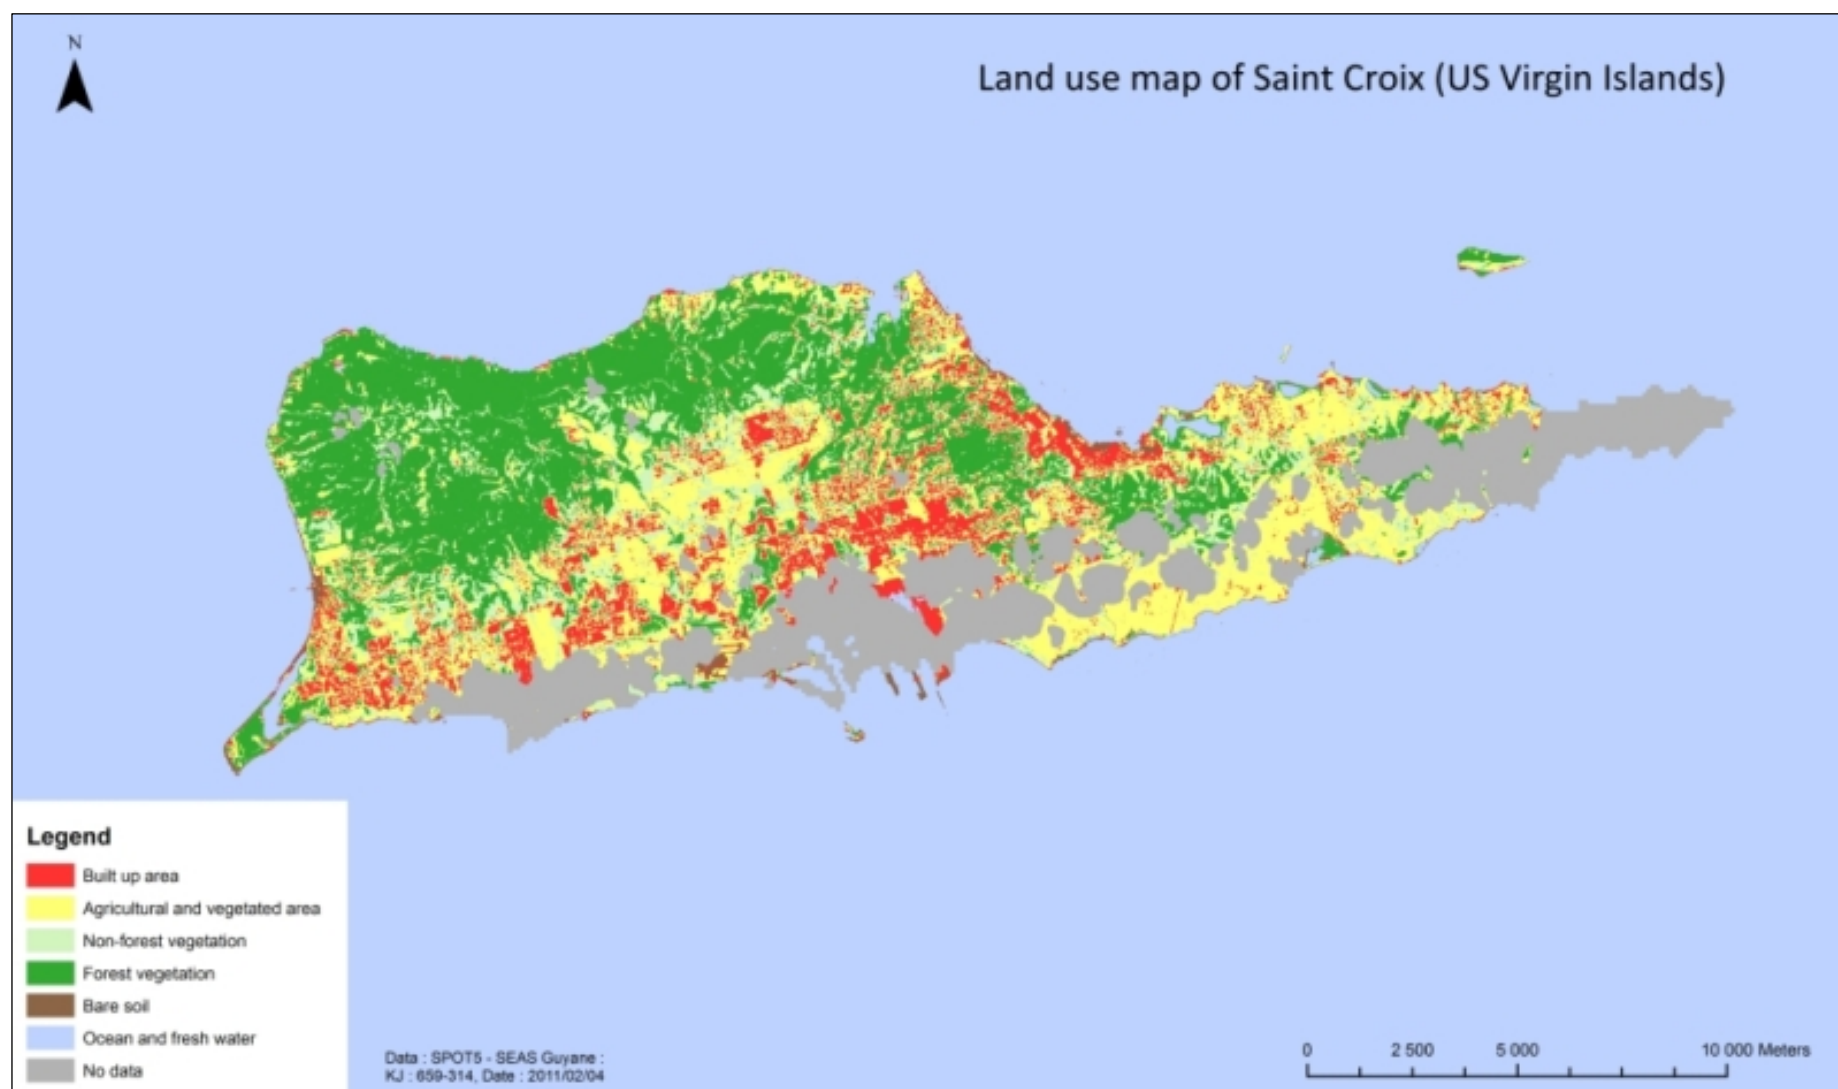 N
Land use map of Saint Croix (US Virgin Islands)
Legend
Built up area
Agricultural and vegetated area
Non-forest vegetation
Forest vegetation
Bare soil
Ocean and fresh water
No data
Data : SPOT5 - SEAS Guyane :
KJ : 659-314, Date : 2011/02/04
0 2 500 5 000 10 000 Meters